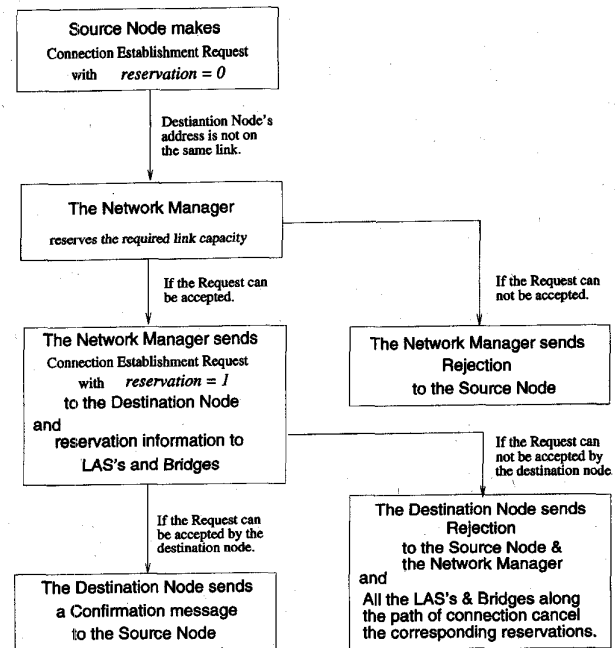 Source Node makes
Connection Establishment Request
with reservation = 0
Destiantion Node's
address is not on
the same link.
The Network Manager
reserves the required link capacity
If the Request can
be accepted.
If the Request can
not be accepted.
The Network Manager sends
Connection Establishment Request
with reservation = 1
to the Destination Node
and
reservation information to
LAS's and Bridges
The Network Manager sends
Rejection
to the Source Node
If the Request can
not be accepted by
the destination node
If the Request can
be accepted by the
destination node.
The Destination Node sends
Rejection
to the Source Node &
the Network Manager
and
All the LAS's & Bridges along
the path of connection cancel
the corresponding reservations.
The Destination Node sends
a Confirmation message
to the Source Node